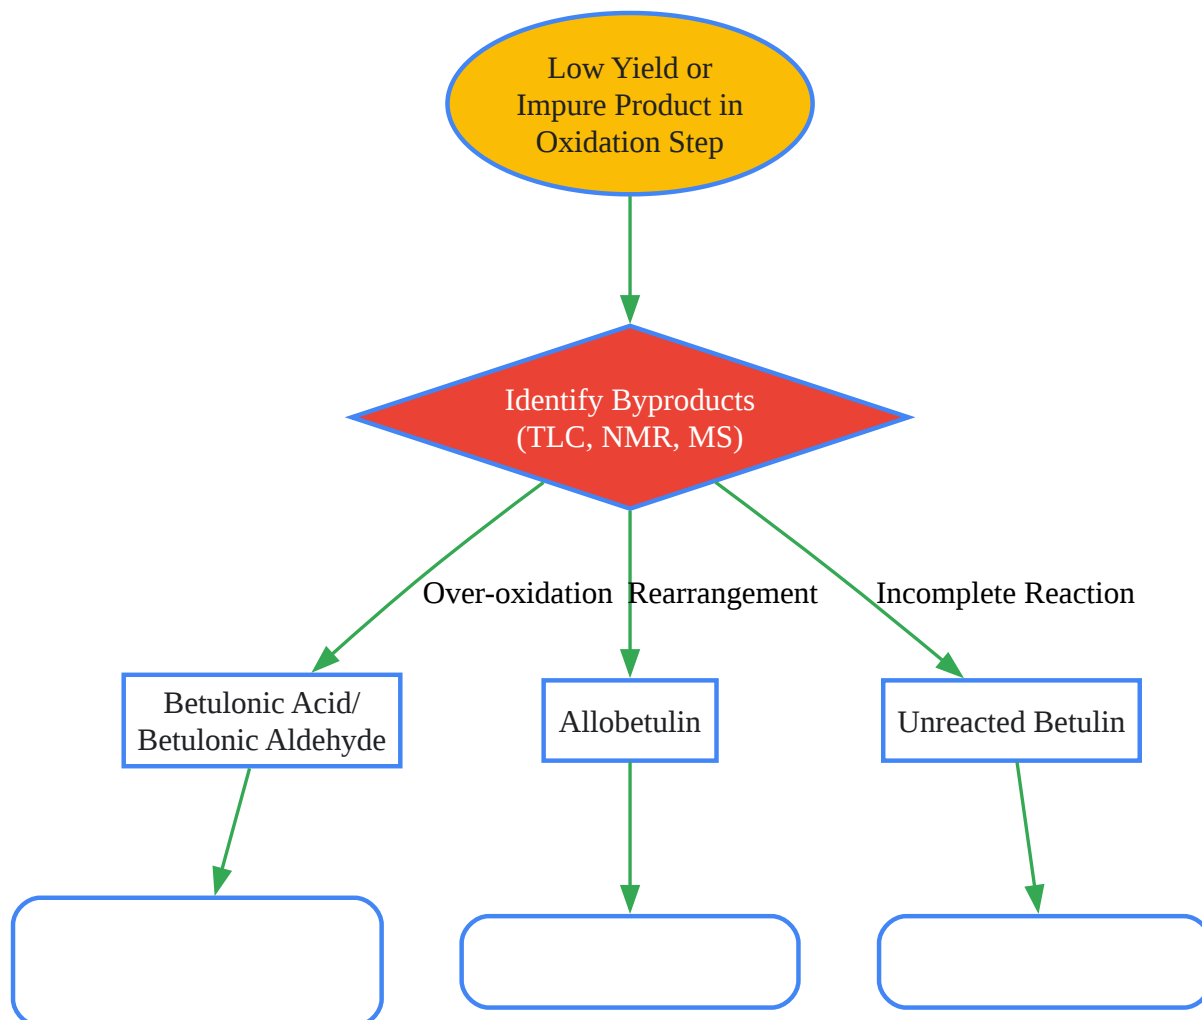 Low Yield or
Impure Product in
Oxidation Step
Identify Byproducts
(TLC, NMR, MS)
Over-oxidation
Rearrangement
Incomplete Reaction
Betulonic Acid/
Betulonic Aldehyde
Allobetulin
Unreacted Betulin